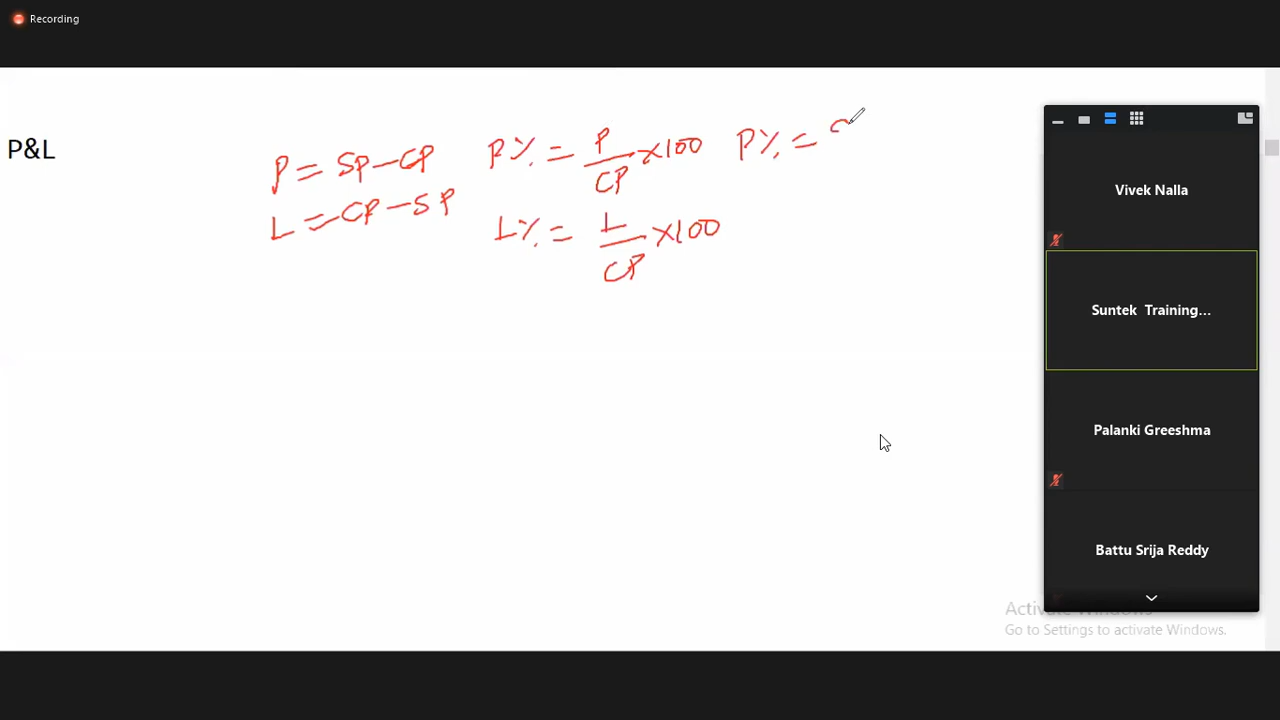 Recording
P&L
P = SP - CP
L = CP - SP
P% = P/CP × 100
L% = L/CP × 100
P% =
Vivek Nalla
Suntek Training...
Palanki Greeshma
Battu Srija Reddy
Activate Windows
Go to Settings to activate Windows.